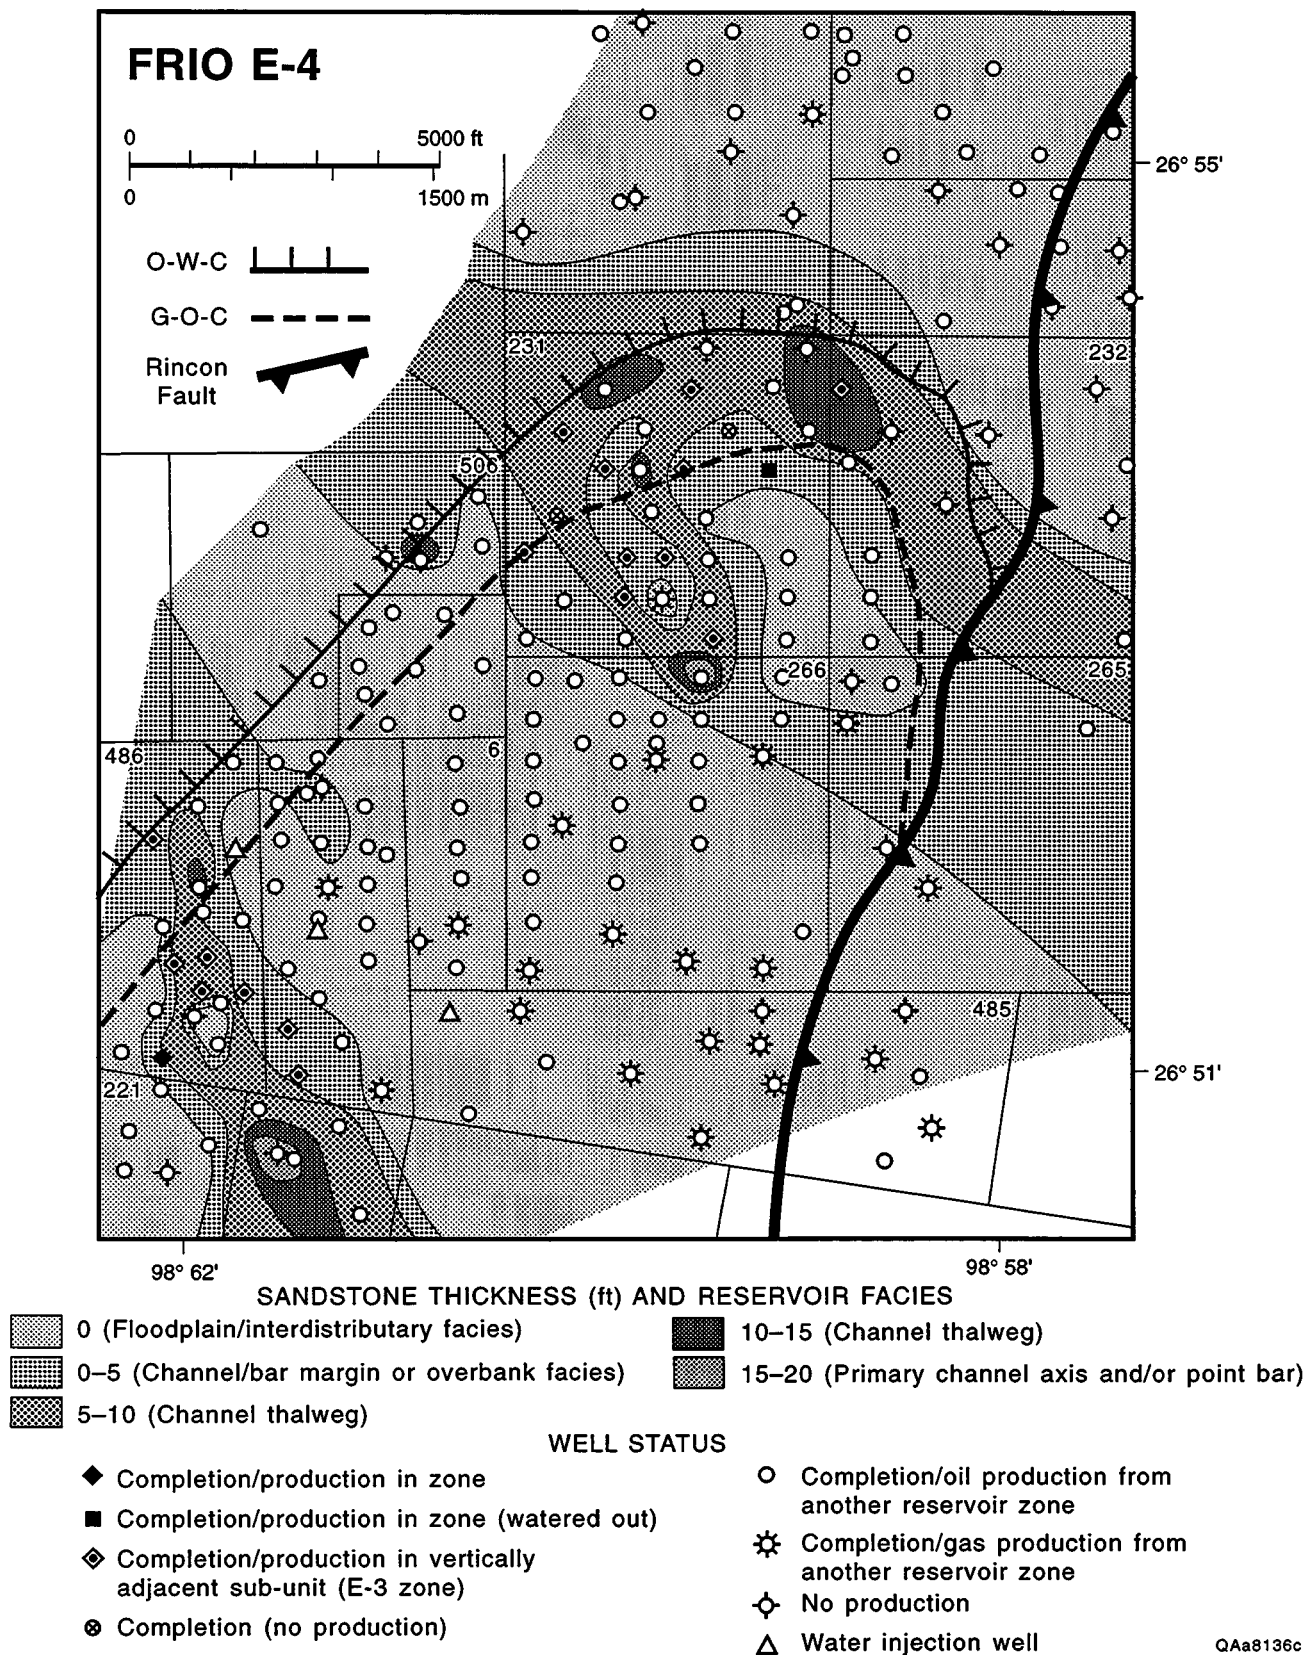 FRIO E-4
0 5000 ft
0 1500 m
O-W-C
G-O-C
Rincon
Fault
26° 55'
231
232
506
266
265
486
6
485
26° 51'
221
98° 62'
98° 58'
SANDSTONE THICKNESS (ft) AND RESERVOIR FACIES
0 (Floodplain/interdistributary facies)
0–5 (Channel/bar margin or overbank facies)
5–10 (Channel thalweg)
10–15 (Channel thalweg)
15–20 (Primary channel axis and/or point bar)
WELL STATUS
Completion/production in zone
Completion/production in zone (watered out)
Completion/production in vertically
adjacent sub-unit (E-3 zone)
Completion (no production)
Completion/oil production from
another reservoir zone
Completion/gas production from
another reservoir zone
No production
Water injection well
QAa8136c